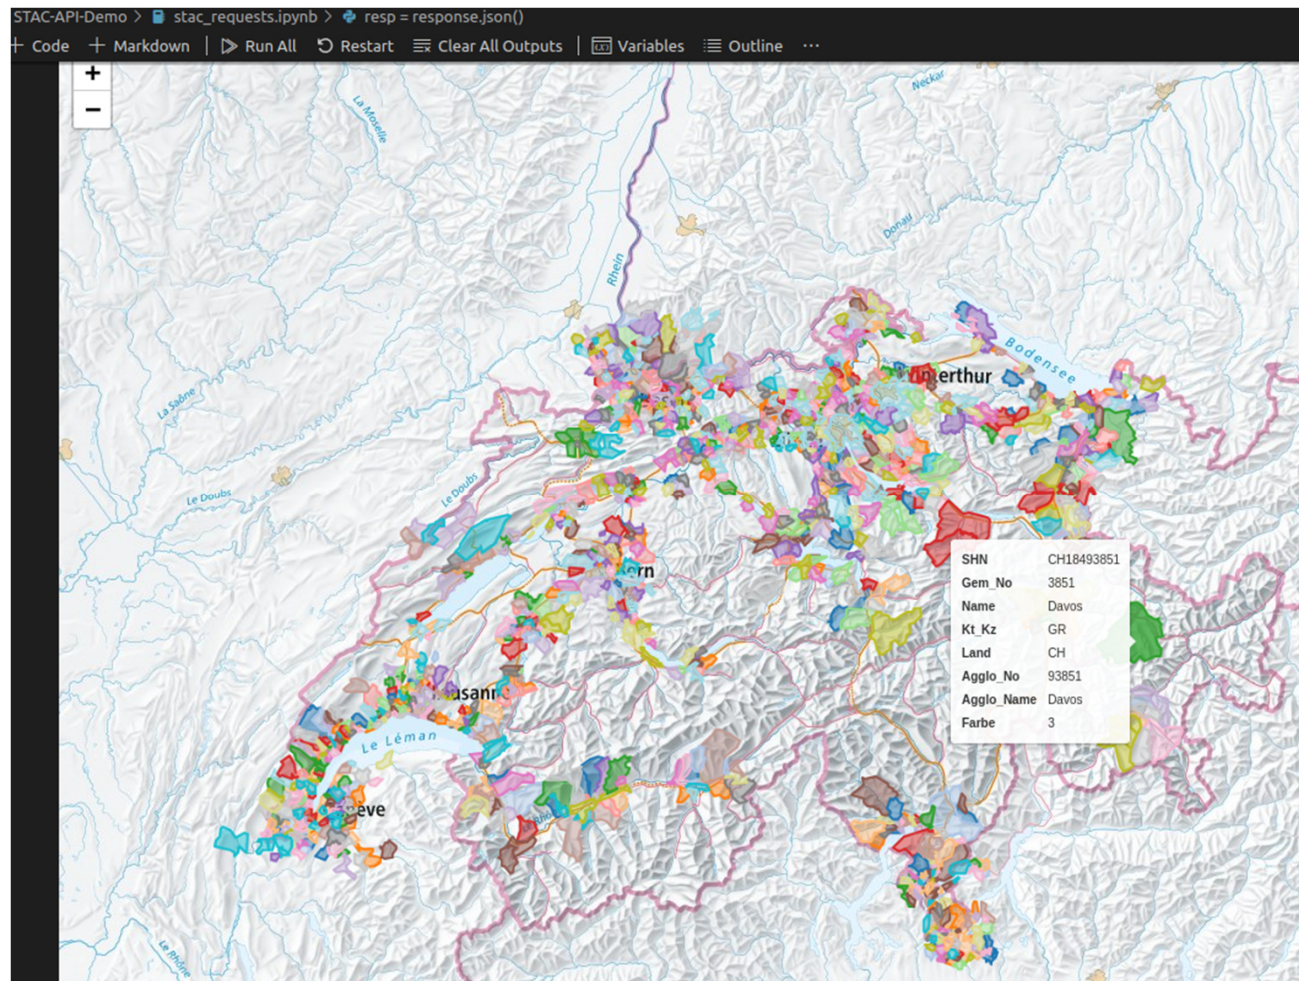 STAC-API-Demo > stac_requests.ipynb > resp = response.json()
+ Code + Markdown | Run All Restart Clear All Outputs | Variables Outline ...
+
−
La Moselle
Neckar
Donau
Rhein
Bodensee
La Saône
Le Doubs
Le Doubs
SHN CH18493851
Gem_No 3851
Name Davos
Kt_Kz GR
Land CH
Agglo_No 93851
Agglo_Name Davos
Farbe 3
Le Léman
Le Rhône